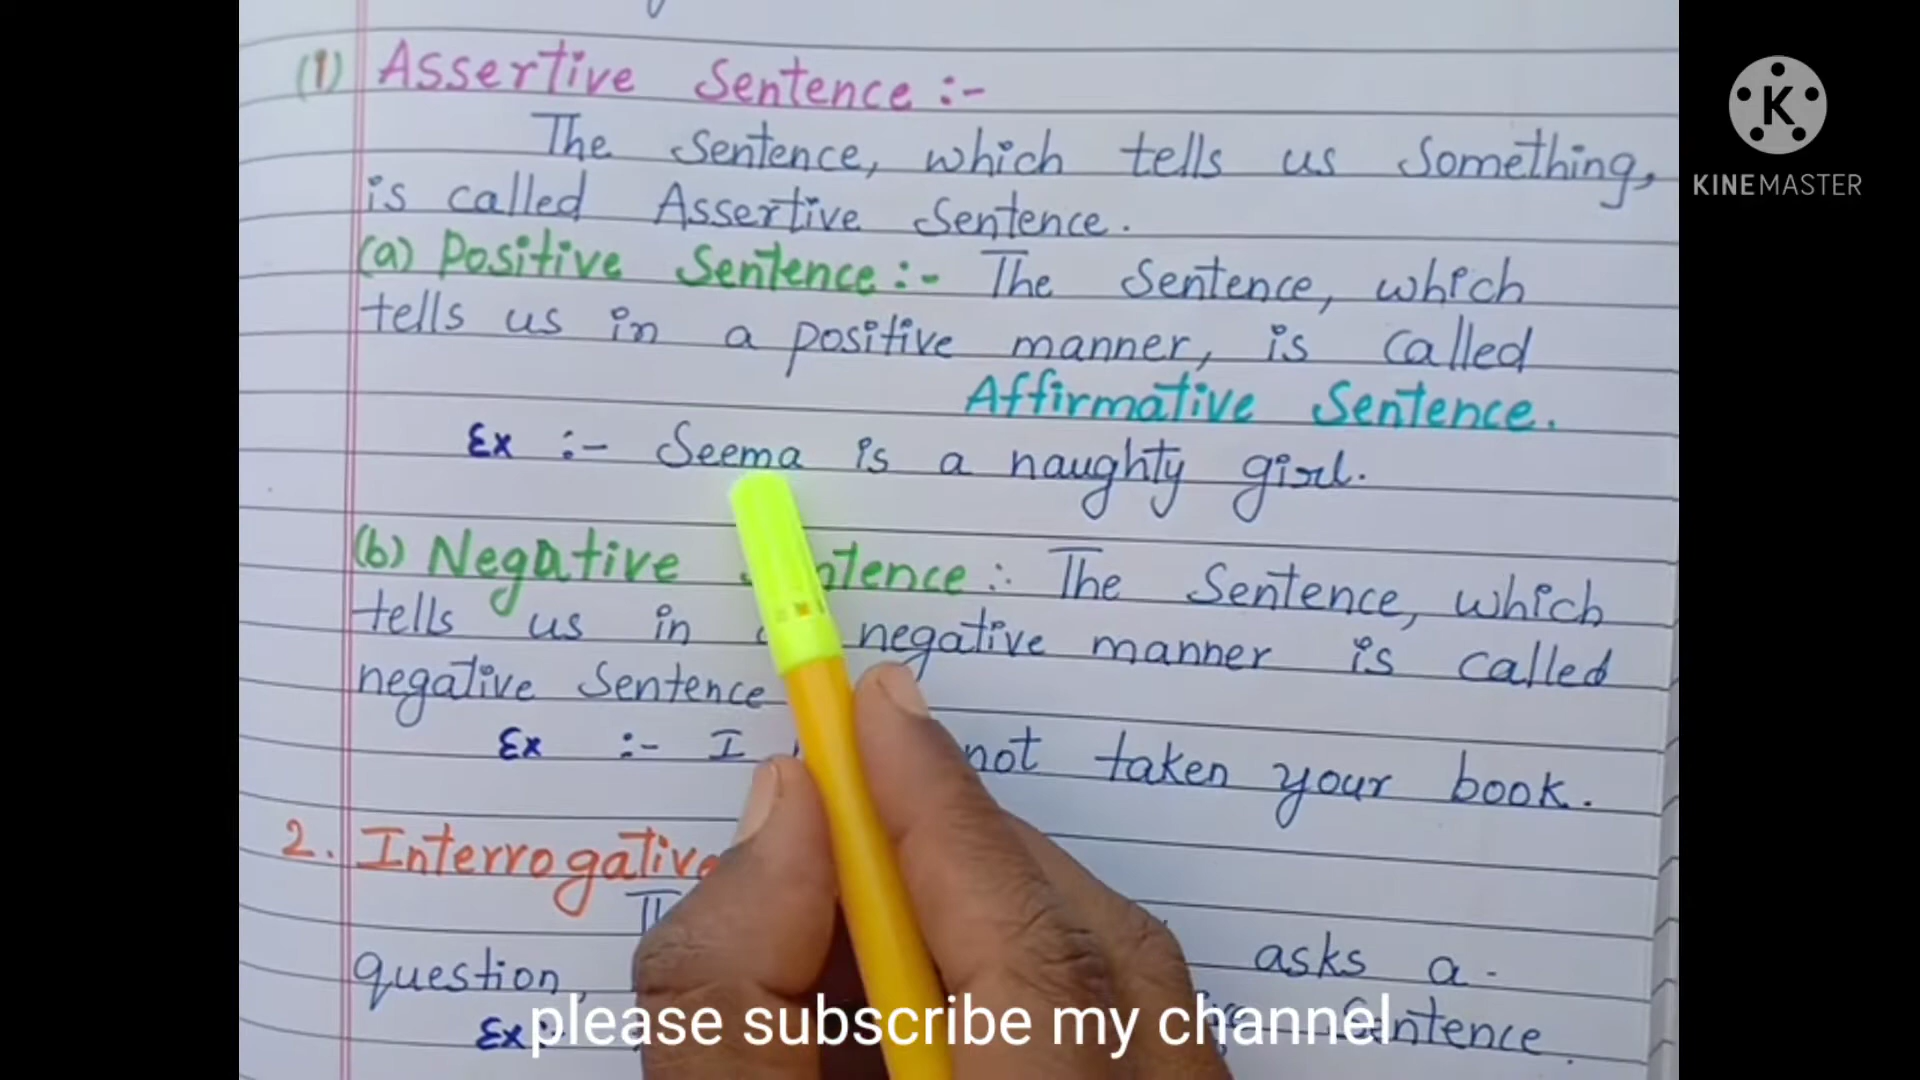 (1) Assertive Sentence :-
The Sentence, which tells us Something,
is called Assertive Sentence.
(a) Positive Sentence :- The Sentence, which
tells us in a positive manner, is called
Affirmative Sentence.
Ex :- Seema is a naughty girl.
(b) Negative The Sentence, which
tells us in negative manner is called
negative Sentence
Ex :- I not taken your book.
2. Interrogative
asks a -
question,
Sentence.
Ex :-
please subscribe my channel
KINEMASTER